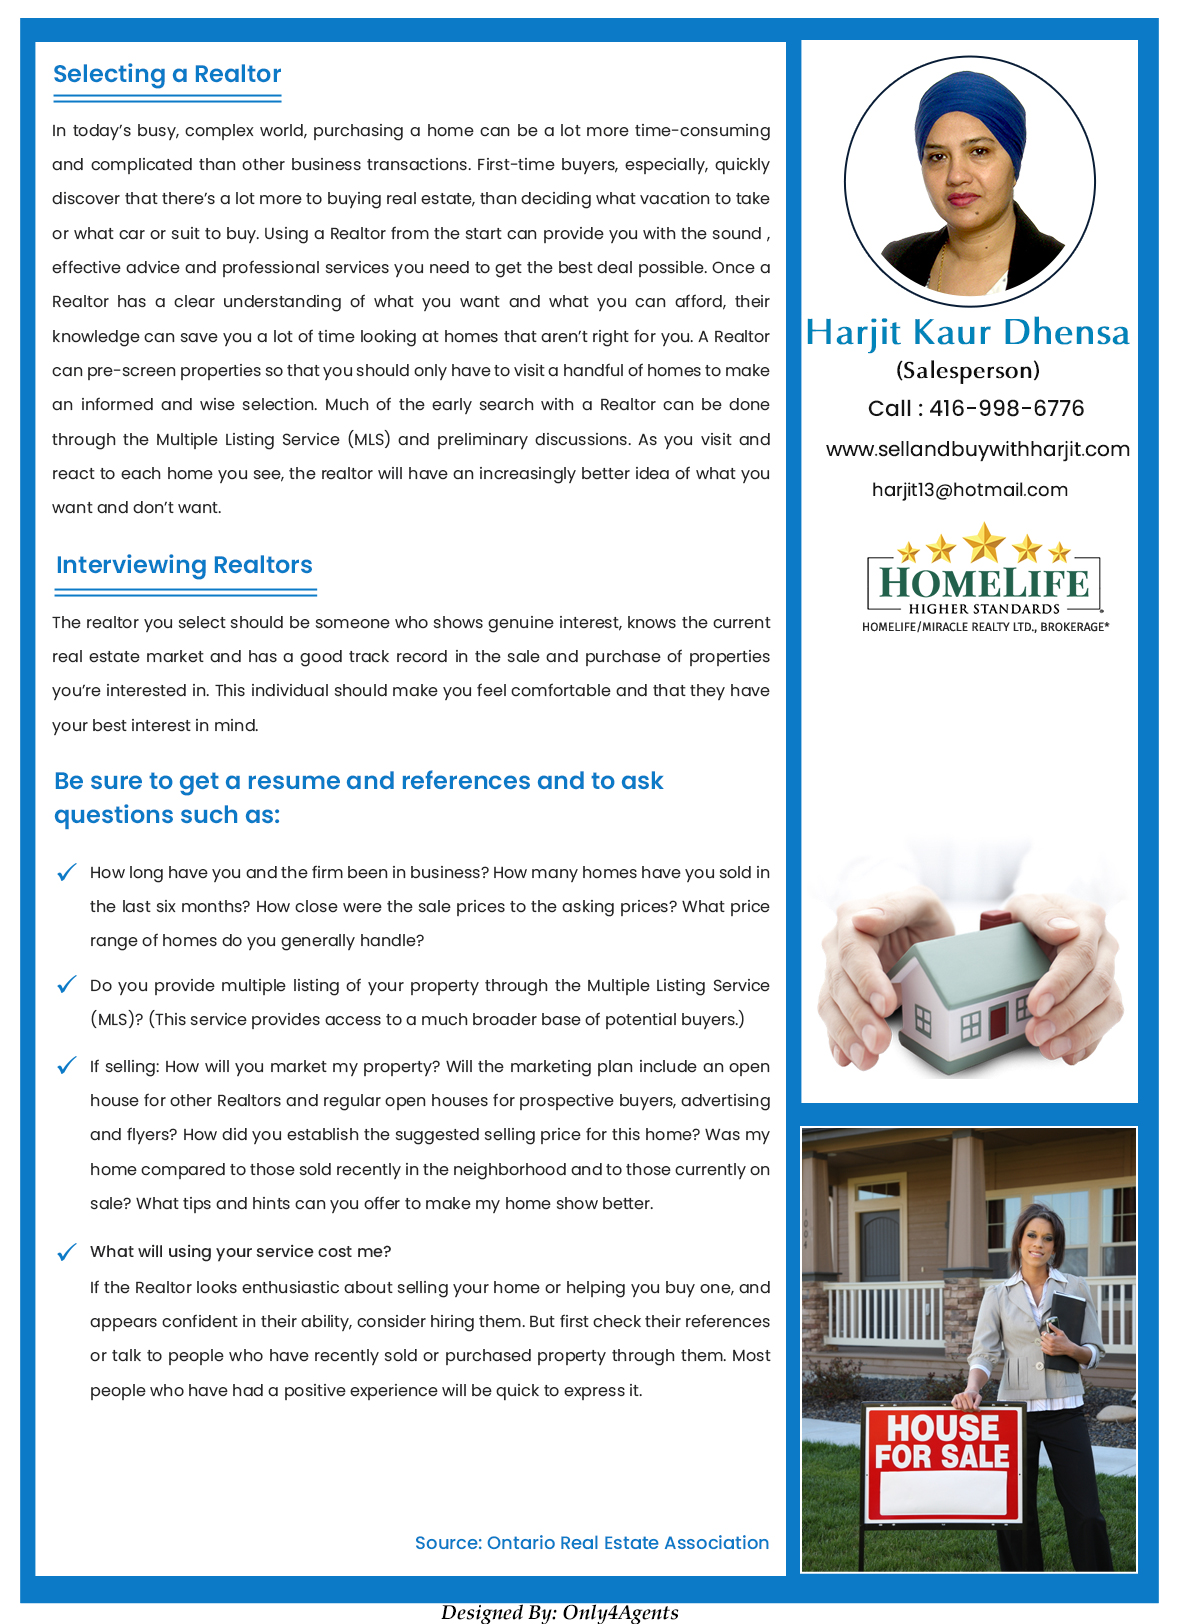 Selecting a Realtor
In today's busy, complex world, purchasing a home can be a lot more time-consuming
and complicated than other business transactions. First-time buyers, especially, quickly
discover that there's a lot more to buying real estate, than deciding what vacation to take
or what car or suit to buy. Using a Realtor from the start can provide you with the sound ,
effective advice and professional services you need to get the best deal possible. Once a
Realtor has a clear understanding of what you want and what you can afford, their
knowledge can save you a lot of time looking at homes that aren't right for you. A Realtor
can pre-screen properties so that you should only have to visit a handful of homes to make
an informed and wise selection. Much of the early search with a Realtor can be done
through the Multiple Listing Service (MLS) and preliminary discussions. As you visit and
react to each home you see, the realtor will have an increasingly better idea of what you
want and don't want.
Interviewing Realtors
The realtor you select should be someone who shows genuine interest, knows the current
real estate market and has a good track record in the sale and purchase of properties
you're interested in. This individual should make you feel comfortable and that they have
your best interest in mind.
Be sure to get a resume and references and to ask
questions such as:
How long have you and the firm been in business? How many homes have you sold in
the last six months? How close were the sale prices to the asking prices? What price
range of homes do you generally handle?
Do you provide multiple listing of your property through the Multiple Listing Service
(MLS)? (This service provides access to a much broader base of potential buyers.)
If selling: How will you market my property? Will the marketing plan include an open
house for other Realtors and regular open houses for prospective buyers, advertising
and flyers? How did you establish the suggested selling price for this home? Was my
home compared to those sold recently in the neighborhood and to those currently on
sale? What tips and hints can you offer to make my home show better.
What will using your service cost me?
If the Realtor looks enthusiastic about selling your home or helping you buy one, and
appears confident in their ability, consider hiring them. But first check their references
or talk to people who have recently sold or purchased property through them. Most
people who have had a positive experience will be quick to express it.
Source: Ontario Real Estate Association
Harjit Kaur Dhensa
(Salesperson)
Call : 416-998-6776
www.sellandbuywithharjit.com
harjit13@hotmail.com
HOMELIFE
HIGHER STANDARDS
HOMELIFE/MIRACLE REALTY LTD., BROKERAGE*
1004
HOUSE
FOR SALE
Designed By: Only4Agents